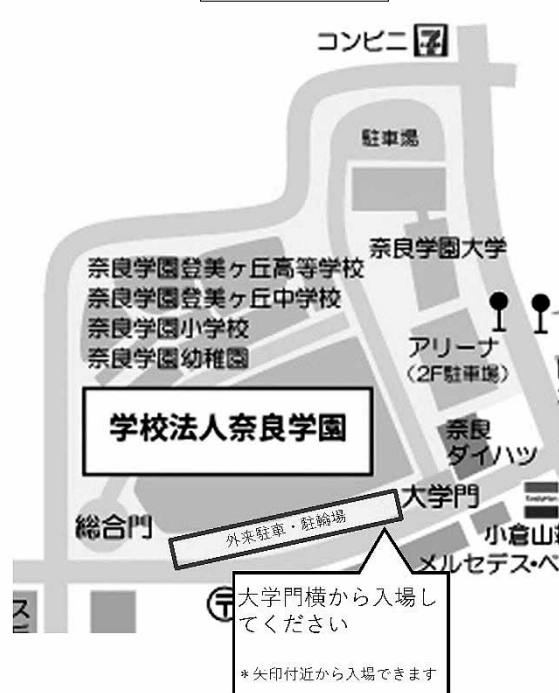 コンビニ
駐車場
奈良学園大学
奈良学園登美ヶ丘高等学校
奈良学園登美ヶ丘中学校
奈良学園小学校
奈良学園幼稚園
アリーナ
（2F駐車場）
学校法人奈良学園
奈良
ダイハツ
大学門
総合門
外来駐車・駐輪場
小倉山
メルセデス・ベ
大学門横から入場し
てください
＊矢印付近から入場できます